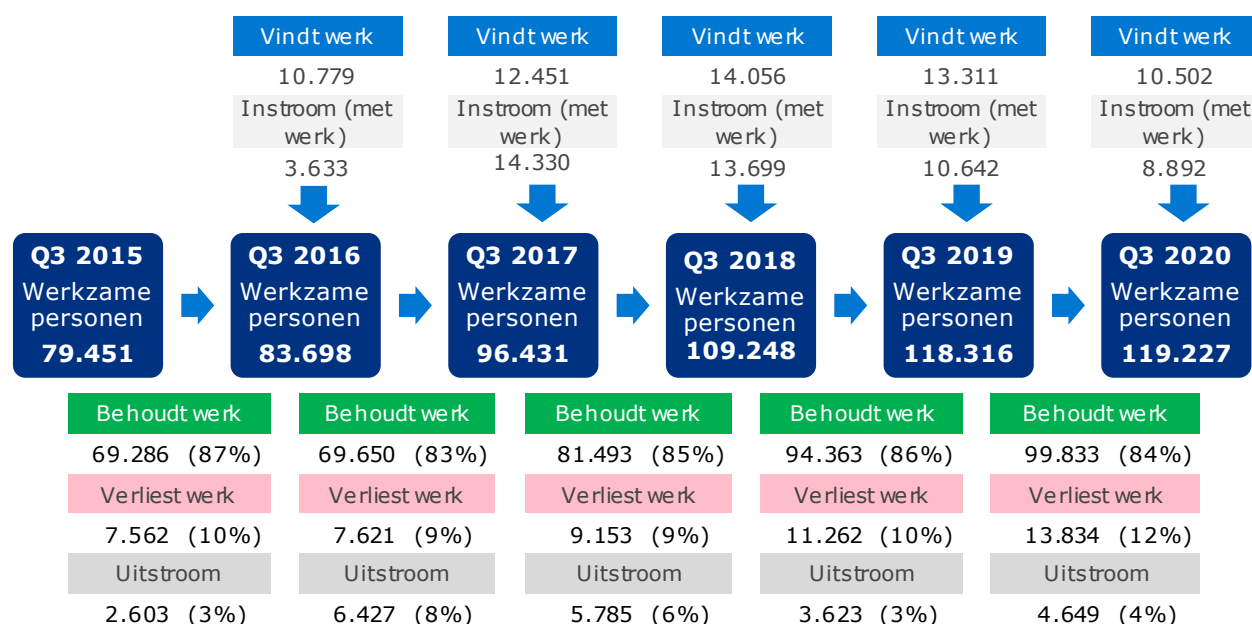 Vindt werk Vindt werk Vindt werk Vindt werk Vindt werk
10.779 12.451 14.056 13.311 10.502
Instroom (met Instroom (met Instroom (met Instroom (met Instroom (met
werk) werk) werk) werk) werk)
3.633 14.330 13.699 10.642 8.892
Q3 2015 Q3 2016 Q3 2017 Q3 2018 Q3 2019 Q3 2020
Werkzame Werkzame Werkzame Werkzame Werkzame Werkzame
personen personen personen personen personen personen
79.451 83.698 96.431 109.248 118.316 119.227
Behoudt werk Behoudt werk Behoudt werk Behoudt werk Behoudt werk
69.286 (87%) 69.650 (83%) 81.493 (85%) 94.363 (86%) 99.833 (84%)
Verliest werk Verliest werk Verliest werk Verliest werk Verliest werk
7.562 (10%) 7.621 (9%) 9.153 (9%) 11.262 (10%) 13.834 (12%)
Uitstroom Uitstroom Uitstroom Uitstroom Uitstroom
2.603 (3%) 6.427 (8%) 5.785 (6%) 3.623 (3%) 4.649 (4%)